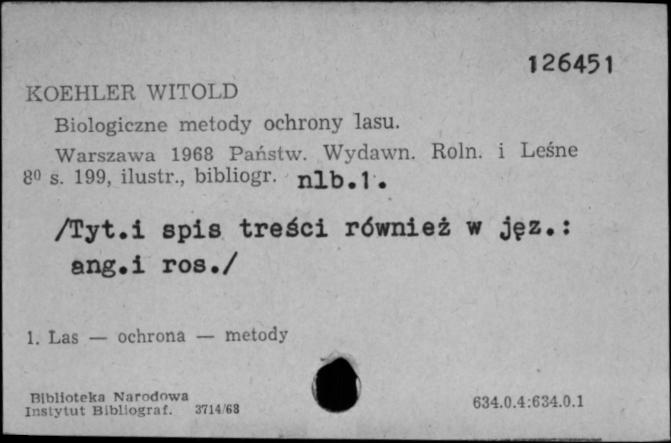 126451
KOEHLER WITOLD
Biologiczne metody ochrony lasu.
Warszawa 1968 Państw. Wydawn. Roln. i Leśne
8⁰ s. 199, ilustr., bibliogr. nlb.1.
/Tyt.i spis treści również w jęz.:
ang.i ros./
1. Las — ochrona — metody
Biblioteka Narodowa
Instytut Bibliograf. 3714/68
634.0.4:634.0.1